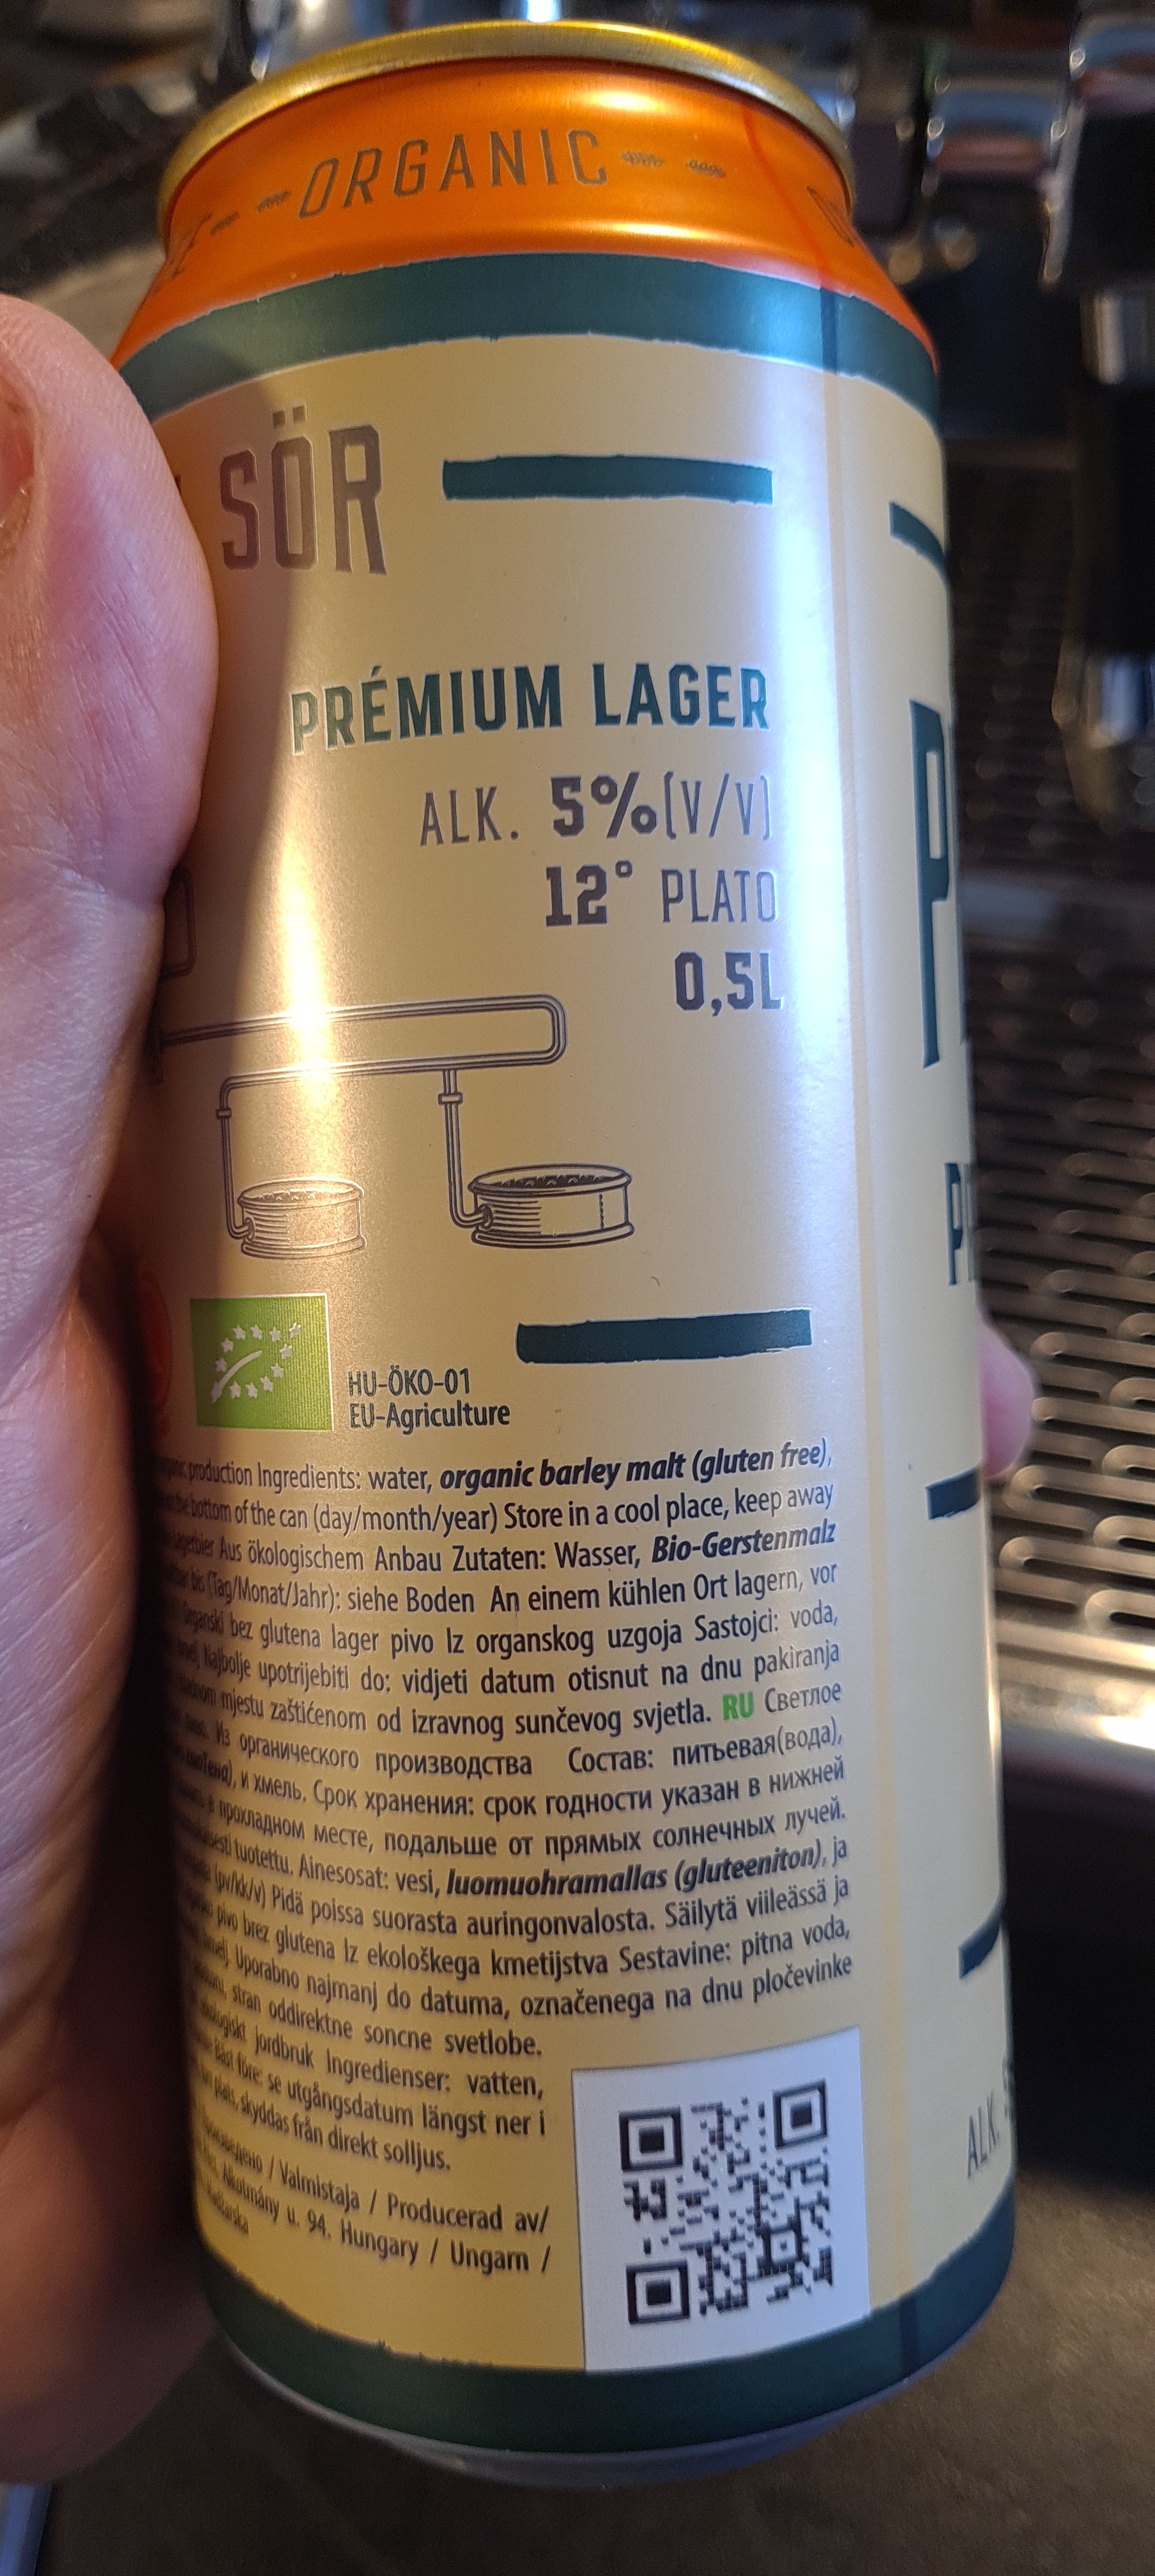 ORGANIC
SÖR
PRÉMIUM LAGER
ALK. 5%(V/V)
12° PLATO
0,5L
HU-ÖKO-01
EU-Agriculture
production Ingredients: water, organic barley malt (gluten free),
bottom of the can (day/month/year) Store in a cool place, keep away
Aus ökologischem Anbau Zutaten: Wasser, Bio-Gerstenmalz
bis (Tag/Monat/Jahr): siehe Boden An einem kühlen Ort lagern, vor
Organski bez glutena lager pivo Iz organskog uzgoja Sastojci: voda,
Najbolje upotrijebiti do: vidjeti datum otisnut na dnu pakiranja
mjestu zaštićenom od izravnog sunčevog svjetla. RU Светлое
Из органического производства Состав: питьевая(вода),
и хмель. Срок хранения: срок годности указан в нижней
в прохладном месте, подальше от прямых солнечных лучей.
tuotettu. Ainesosat: vesi, luomuohramallas (gluteeniton), ja
(pv/kk/v) Pidä poissa suorasta auringonvalosta. Säilytä viileässä ja
pivo brez glutena Iz ekološkega kmetijstva Sestavine: pitna voda,
Uporabno najmanj do datuma, označenega na dnu pločevinke
stran oddirektne soncne svetlobe.
jordbruk Ingredienser: vatten,
Bäst före: se utgångsdatum längst ner i
plats, skyddas från direkt solljus.
/ Valmistaja / Producerad av/
Alkotmány u. 94. Hungary / Ungarn /
ALK.